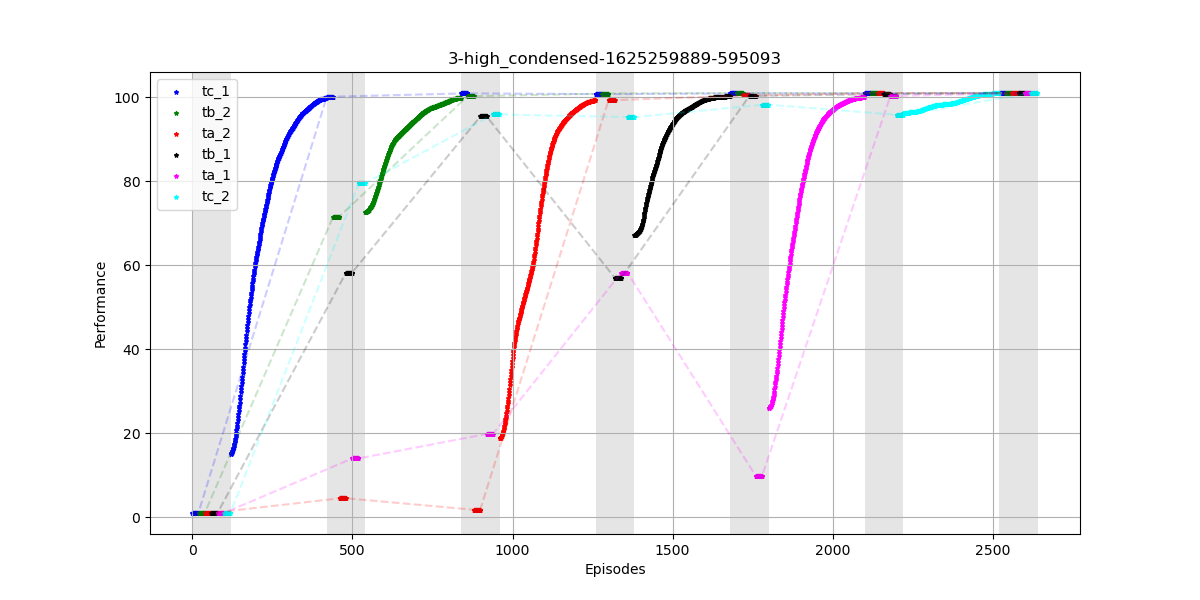 3-high_condensed-1625259889-595093
100
80
60
40
20
0
Performance
tc_1
tb_2
ta_2
tb_1
ta_1
tc_2
0 500 1000 1500 2000 2500
Episodes